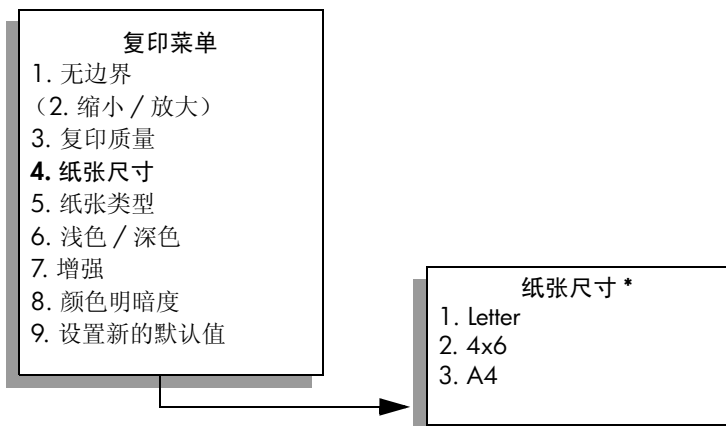 复印菜单
1. 无边界
（2. 缩小 / 放大）
3. 复印质量
4. 纸张尺寸
5. 纸张类型
6. 浅色 / 深色
7. 增强
8. 颜色明暗度
9. 设置新的默认值
纸张尺寸 *
1. Letter
2. 4x6
3. A4